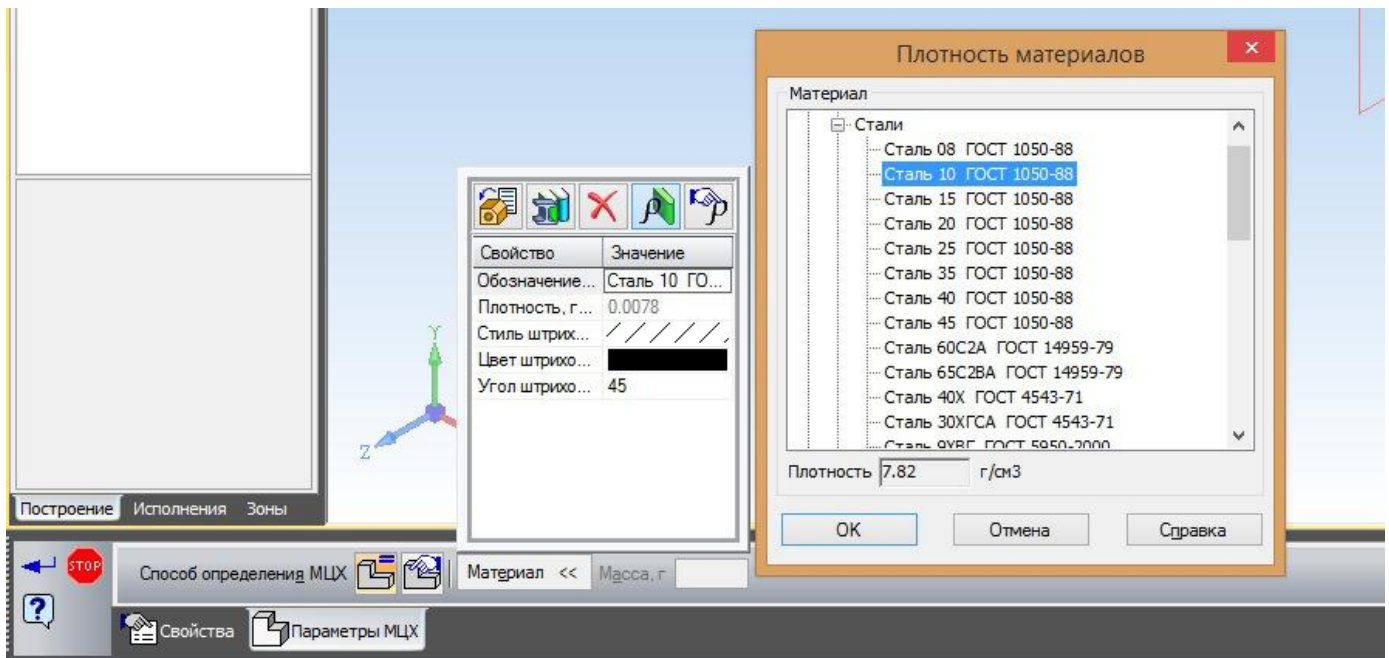 Плотность материалов
Материал
Стали
Сталь 08 ГОСТ 1050-88
Сталь 10 ГОСТ 1050-88
Сталь 15 ГОСТ 1050-88
Сталь 20 ГОСТ 1050-88
Сталь 25 ГОСТ 1050-88
Сталь 35 ГОСТ 1050-88
Сталь 40 ГОСТ 1050-88
Сталь 45 ГОСТ 1050-88
Сталь 60С2А ГОСТ 14959-79
Сталь 65С2ВА ГОСТ 14959-79
Сталь 40Х ГОСТ 4543-71
Сталь 30ХГСА ГОСТ 4543-71
Сталь 9ХВГ ГОСТ 5950-2000
Плотность 7.82 г/см3
ОК Отмена Справка
Свойство Значение
Обозначение... Сталь 10 ГО...
Плотность, г... 0.0078
Стиль штрих...
Цвет штрихо...
Угол штрихо... 45
Y
Z
Построение Исполнения Зоны
STOP
Способ определения МЦХ Материал << Масса, г
Свойства Параметры МЦХ